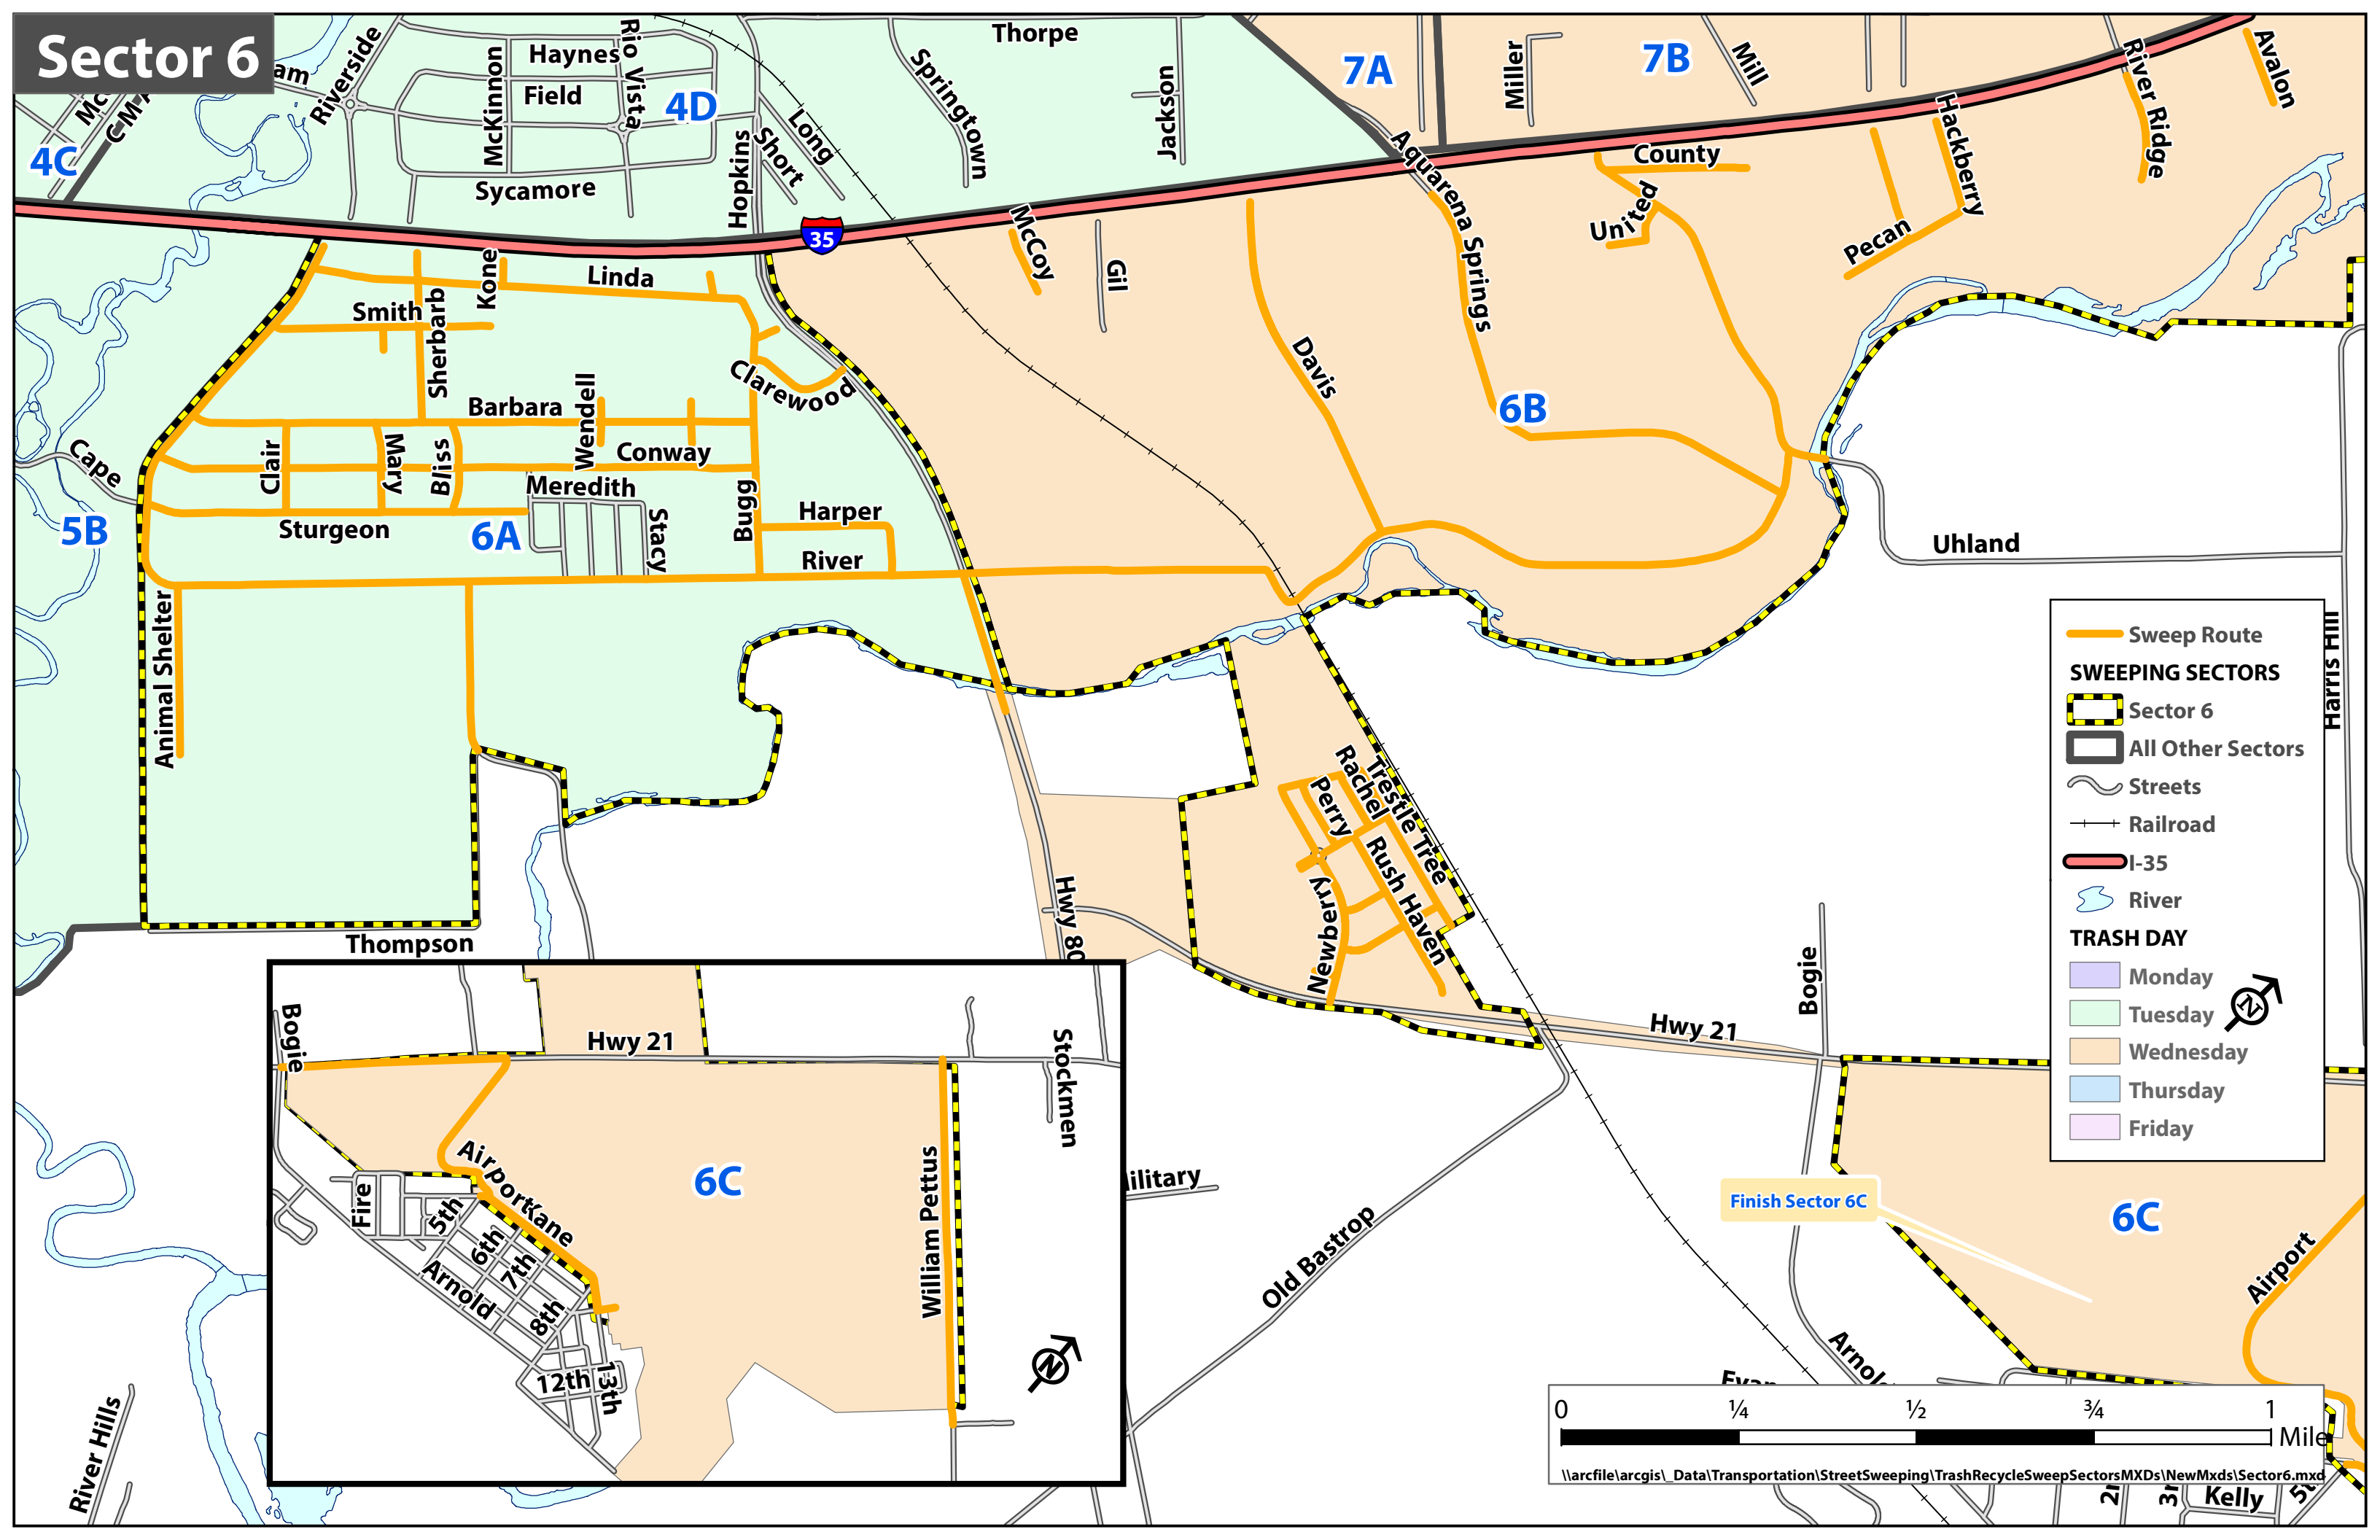 Sector 6
Riverside
Haynes
Rio Vista
Field
McKinnon
4D
Sycamore
4C
C M A
Hopkins
Short
Long
Springtown
Thorpe
Jackson
7A
7B
Miller
Mill
River Ridge
Avalon
35
Aquarena Springs
County
United
Hackberry
Pecan
McCoy
Gil
Davis
6B
Linda
Kone
Smith
Sherbarb
Clarewood
Barbara
Wendell
Conway
Clair
Mary
Bliss
Meredith
Stacy
Bugg
Harper
River
Sturgeon
6A
Cape
5B
Animal Shelter
Thompson
Uhland
Harris Hill
Trestle Tree
Rachel
Perry
Rush Haven
Newberry
Hwy 80
Hwy 21
Bogie
Old Bastrop
Finish Sector 6C
6C
Airport
Kelly
River Hills
Bogie
Hwy 21
Stockmen
Airport
Kane
6C
William Pettus
Fire
5th
6th
7th
8th
Arnold
12th
13th
N
Sweep Route
SWEEPING SECTORS
Sector 6
All Other Sectors
Streets
Railroad
I-35
River
TRASH DAY
Monday
Tuesday
Wednesday
Thursday
Friday
N
0 ¼ ½ ¾ 1
Mile
\\arcfile\arcgis\_Data\Transportation\StreetSweeping\TrashRecycleSweepSectorsMXDs\NewMxds\Sector6.mxd